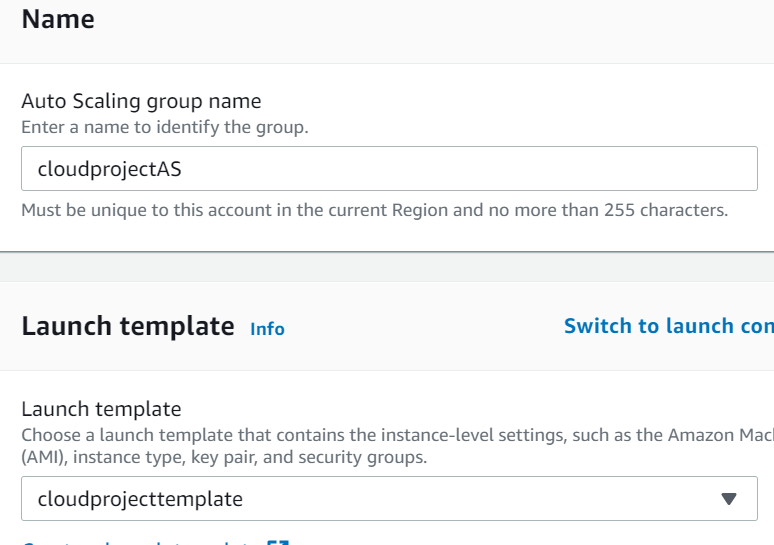 Name
Auto Scaling group name
Enter a name to identify the group.
cloudprojectAS
Must be unique to this account in the current Region and no more than 255 characters.
Launch template Info Switch to launch con
Launch template
Choose a launch template that contains the instance-level settings, such as the Amazon Mac
(AMI), instance type, key pair, and security groups.
cloudprojecttemplate